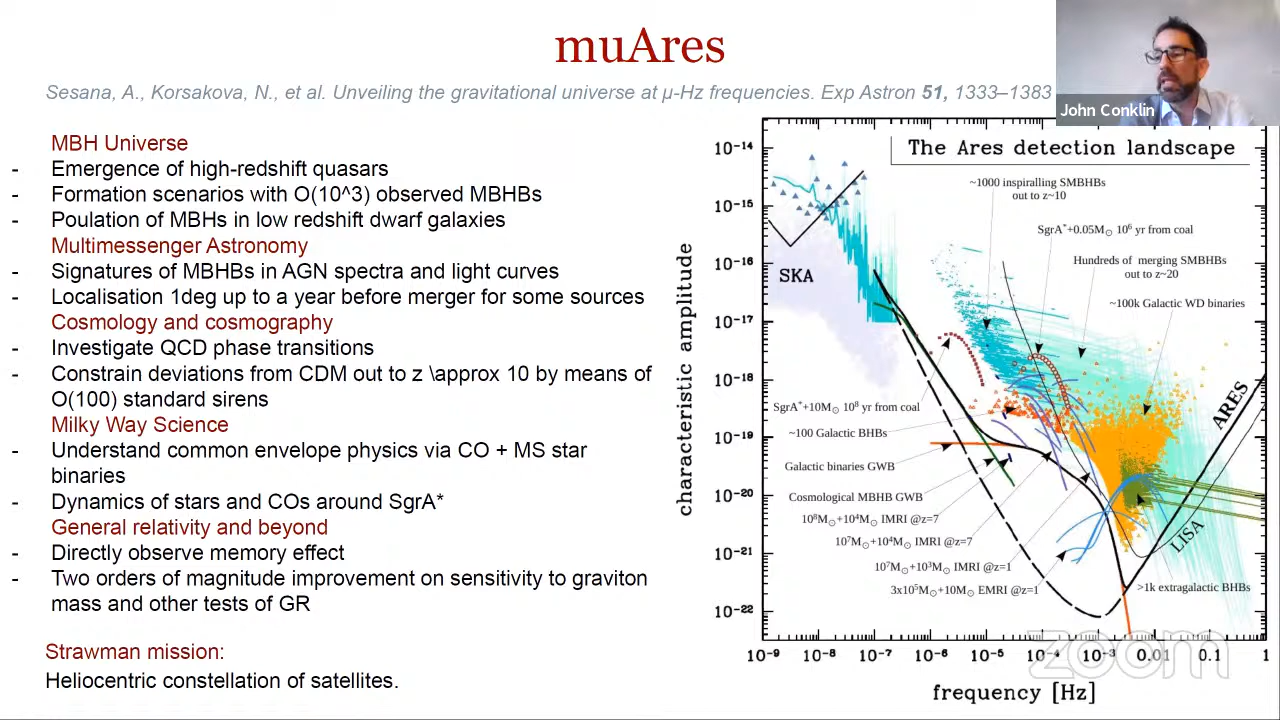 muAres
Sesana, A., Korsakova, N., et al. Unveiling the gravitational universe at μ-Hz frequencies. Exp Astron 51, 1333–1383
John Conklin
MBH Universe
- Emergence of high-redshift quasars
- Formation scenarios with O(10^3) observed MBHBs
- Poulation of MBHs in low redshift dwarf galaxies
Multimessenger Astronomy
- Signatures of MBHBs in AGN spectra and light curves
- Localisation 1deg up to a year before merger for some sources
Cosmology and cosmography
- Investigate QCD phase transitions
- Constrain deviations from CDM out to z \approx 10 by means of
O(100) standard sirens
Milky Way Science
- Understand common envelope physics via CO + MS star
binaries
- Dynamics of stars and COs around SgrA*
General relativity and beyond
- Directly observe memory effect
- Two orders of magnitude improvement on sensitivity to graviton
mass and other tests of GR
Strawman mission:
Heliocentric constellation of satellites.
The Ares detection landscape
~1000 inspiralling SMBHBs
out to z~10
SgrA*+0.05M⊙ 10⁶ yr from coal
Hundreds of merging SMBHBs
out to z~20
~100k Galactic WD binaries
SKA
SgrA*+10M⊙ 10⁸ yr from coal
~100 Galactic BHBs
Galactic binaries GWB
Cosmological MBHB GWB
10⁸M⊙+10⁴M⊙ IMRI @z=7
10⁷M⊙+10⁴M⊙ IMRI @z=7
10⁷M⊙+10³M⊙ IMRI @z=1
3x10⁵M⊙+10M⊙ EMRI @z=1
>1k extragalactic BHBs
ARES
LISA
characteristic amplitude
10⁻¹⁴
10⁻¹⁵
10⁻¹⁶
10⁻¹⁷
10⁻¹⁸
10⁻¹⁹
10⁻²⁰
10⁻²¹
10⁻²²
10⁻⁹ 10⁻⁸ 10⁻⁷ 10⁻⁶ 10⁻⁵ 10⁻⁴ 10⁻³ 0.01 0.1 1
frequency [Hz]
zoom